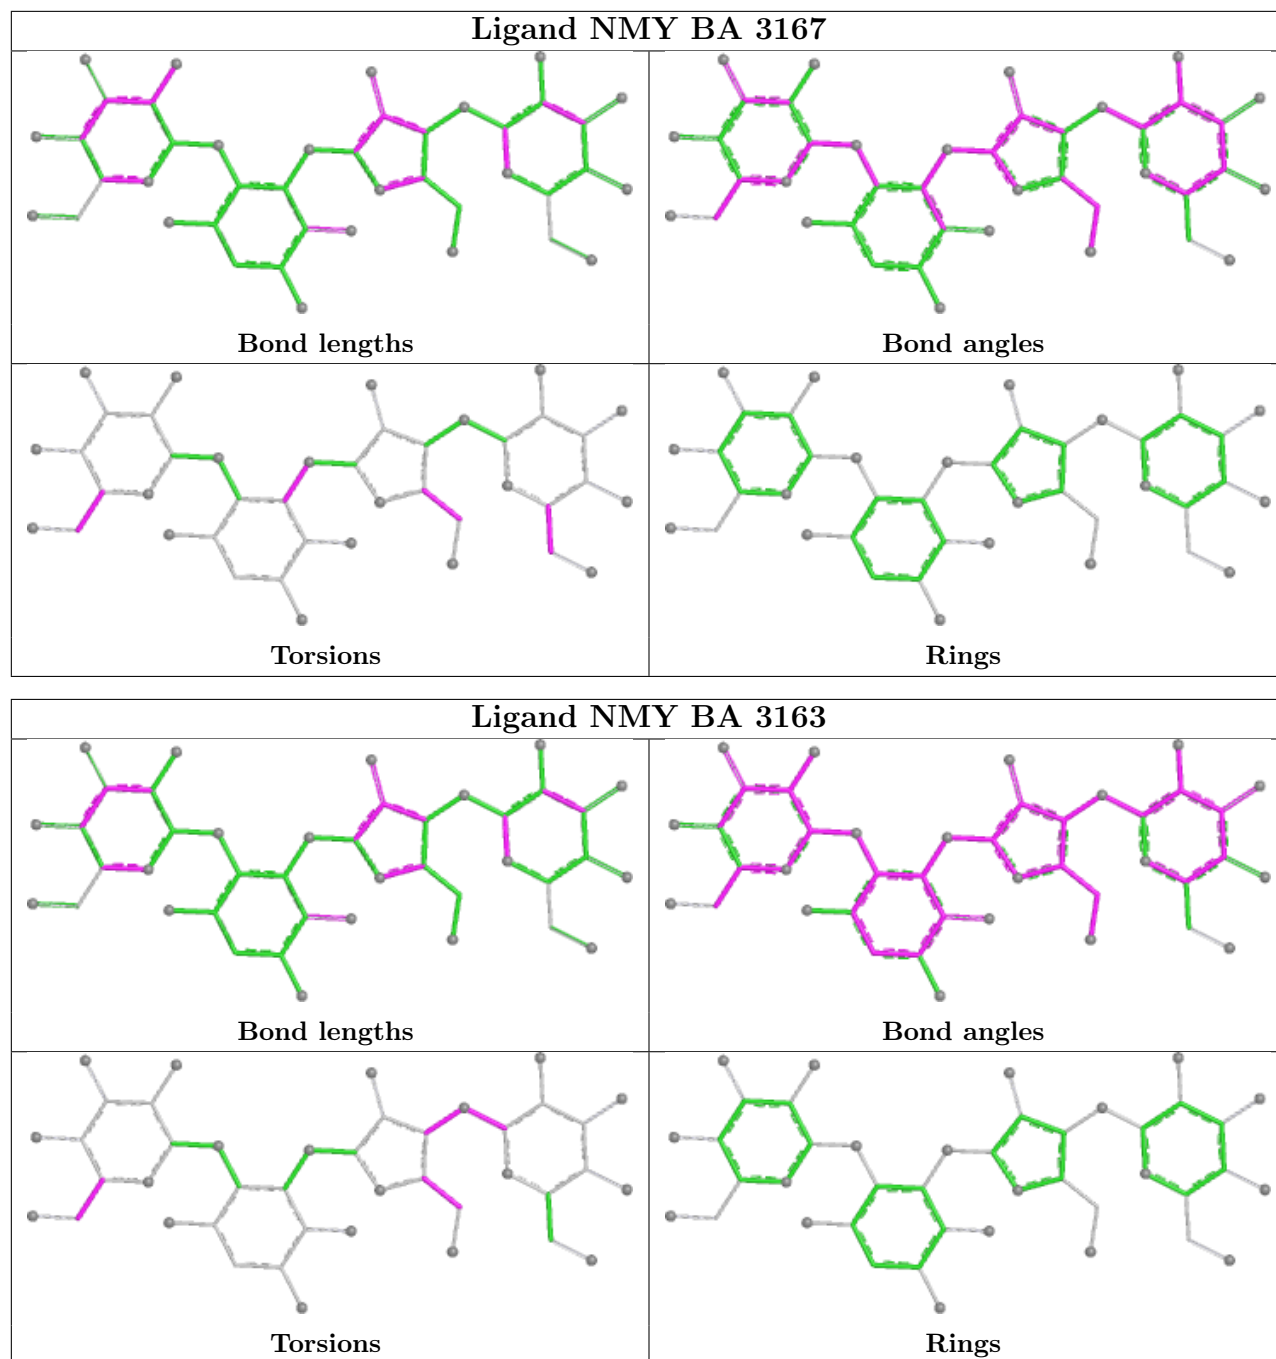 Ligand NMY BA 3167
Bond lengths
Bond angles
Torsions
Rings
Ligand NMY BA 3163
Bond lengths
Bond angles
Torsions
Rings